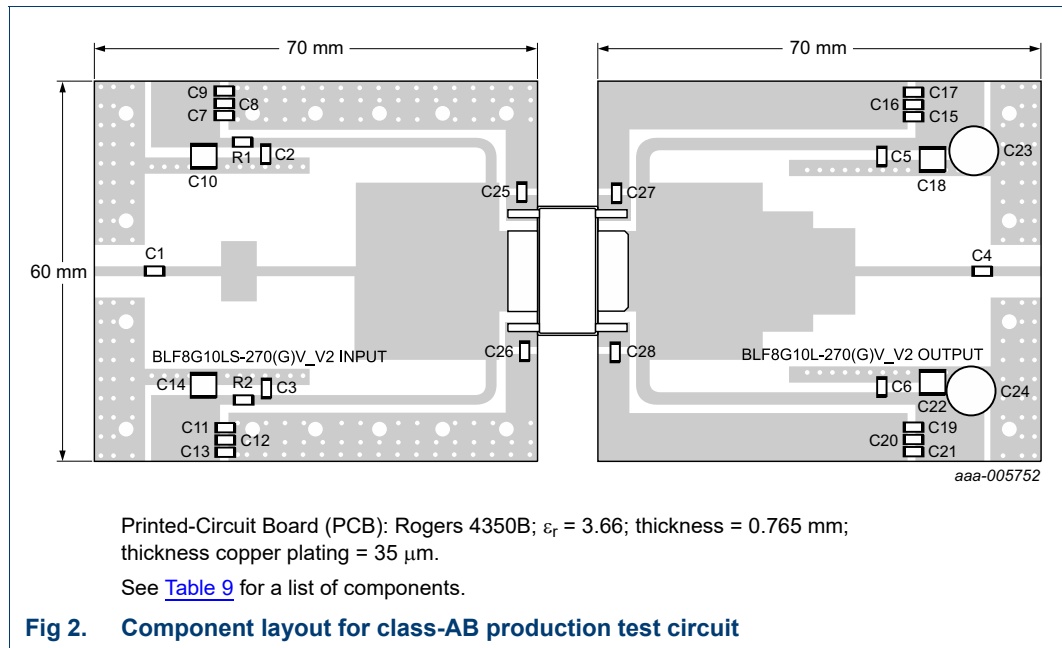 70 mm
70 mm
C9
C8
C7
R1
C2
C10
C25
C27
C17
C16
C15
C5
C18
C23
60 mm
C1
C4
C26
C28
BLF8G10LS-270(G)V_V2 INPUT
BLF8G10L-270(G)V_V2 OUTPUT
C14
R2
C3
C6
C22
C24
C11
C12
C13
C19
C20
C21
aaa-005752
Printed-Circuit Board (PCB): Rogers 4350B; εr = 3.66; thickness = 0.765 mm;
thickness copper plating = 35 μm.
See Table 9 for a list of components.
Fig 2. Component layout for class-AB production test circuit